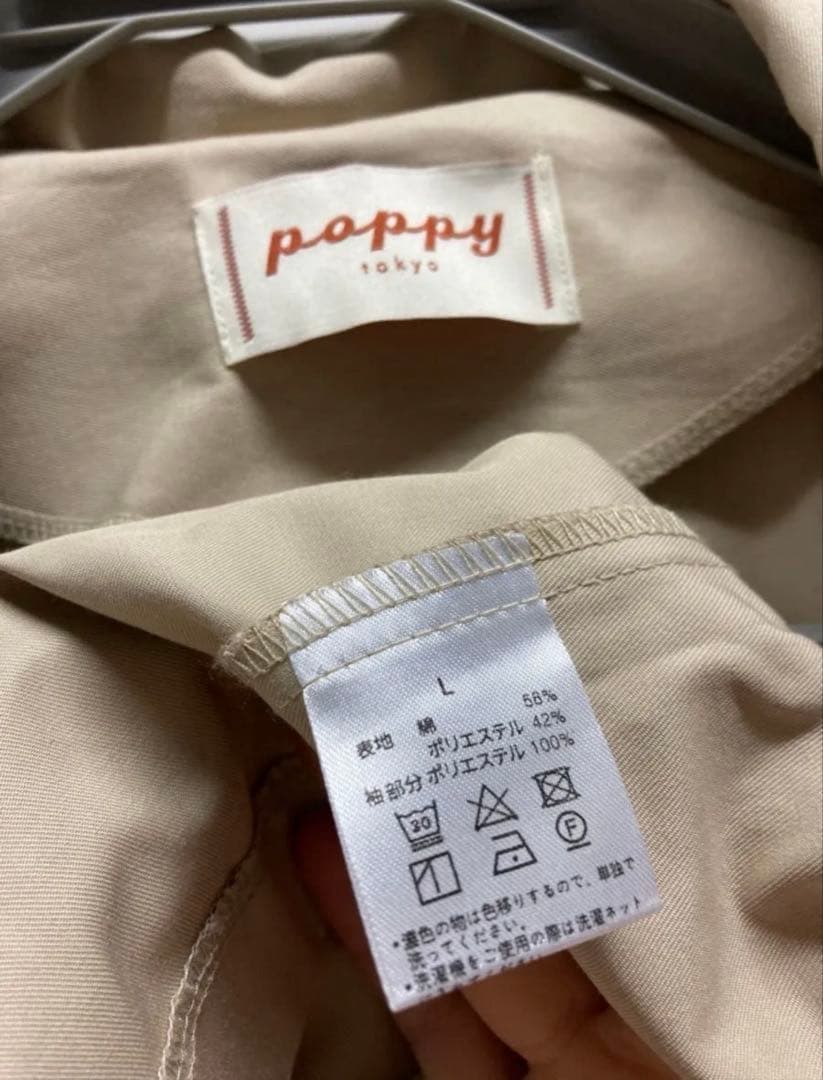 poppy
tokyo
L
表地 綿 58%
ポリエステル 42%
袖部分 ポリエステル 100%
30
F
•濃色の物は色移りするので、単独で
洗ってください。
•洗濯機をご使用の際は洗濯ネット